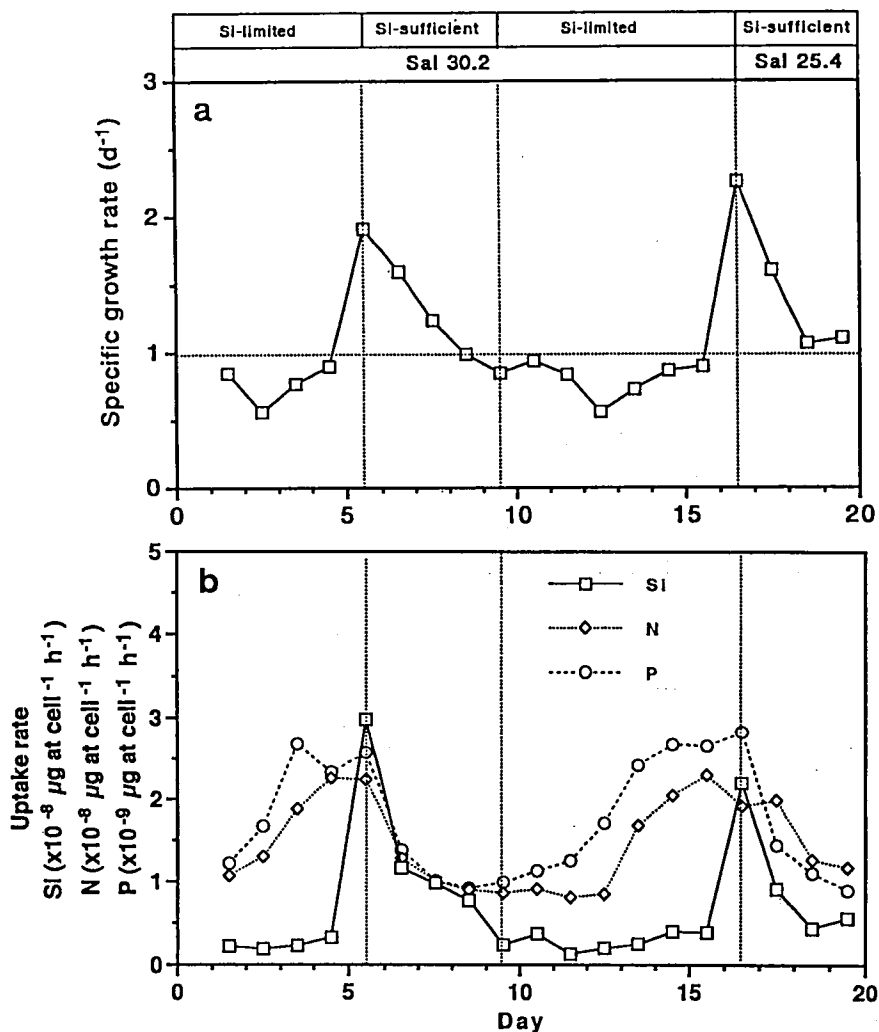 Si-limited Si-sufficient Si-limited Si-sufficient
Sal 30.2 Sal 25.4
a
Specific growth rate (d-1)
3
2
1
0
0 5 10 15 20
b
Uptake rate
Si (x10-8 µg at cell-1 h-1)
N (x10-8 µg at cell-1 h-1)
P (x10-9 µg at cell-1 h-1)
5
4
3
2
1
0
Si
N
P
0 5 10 15 20
Day